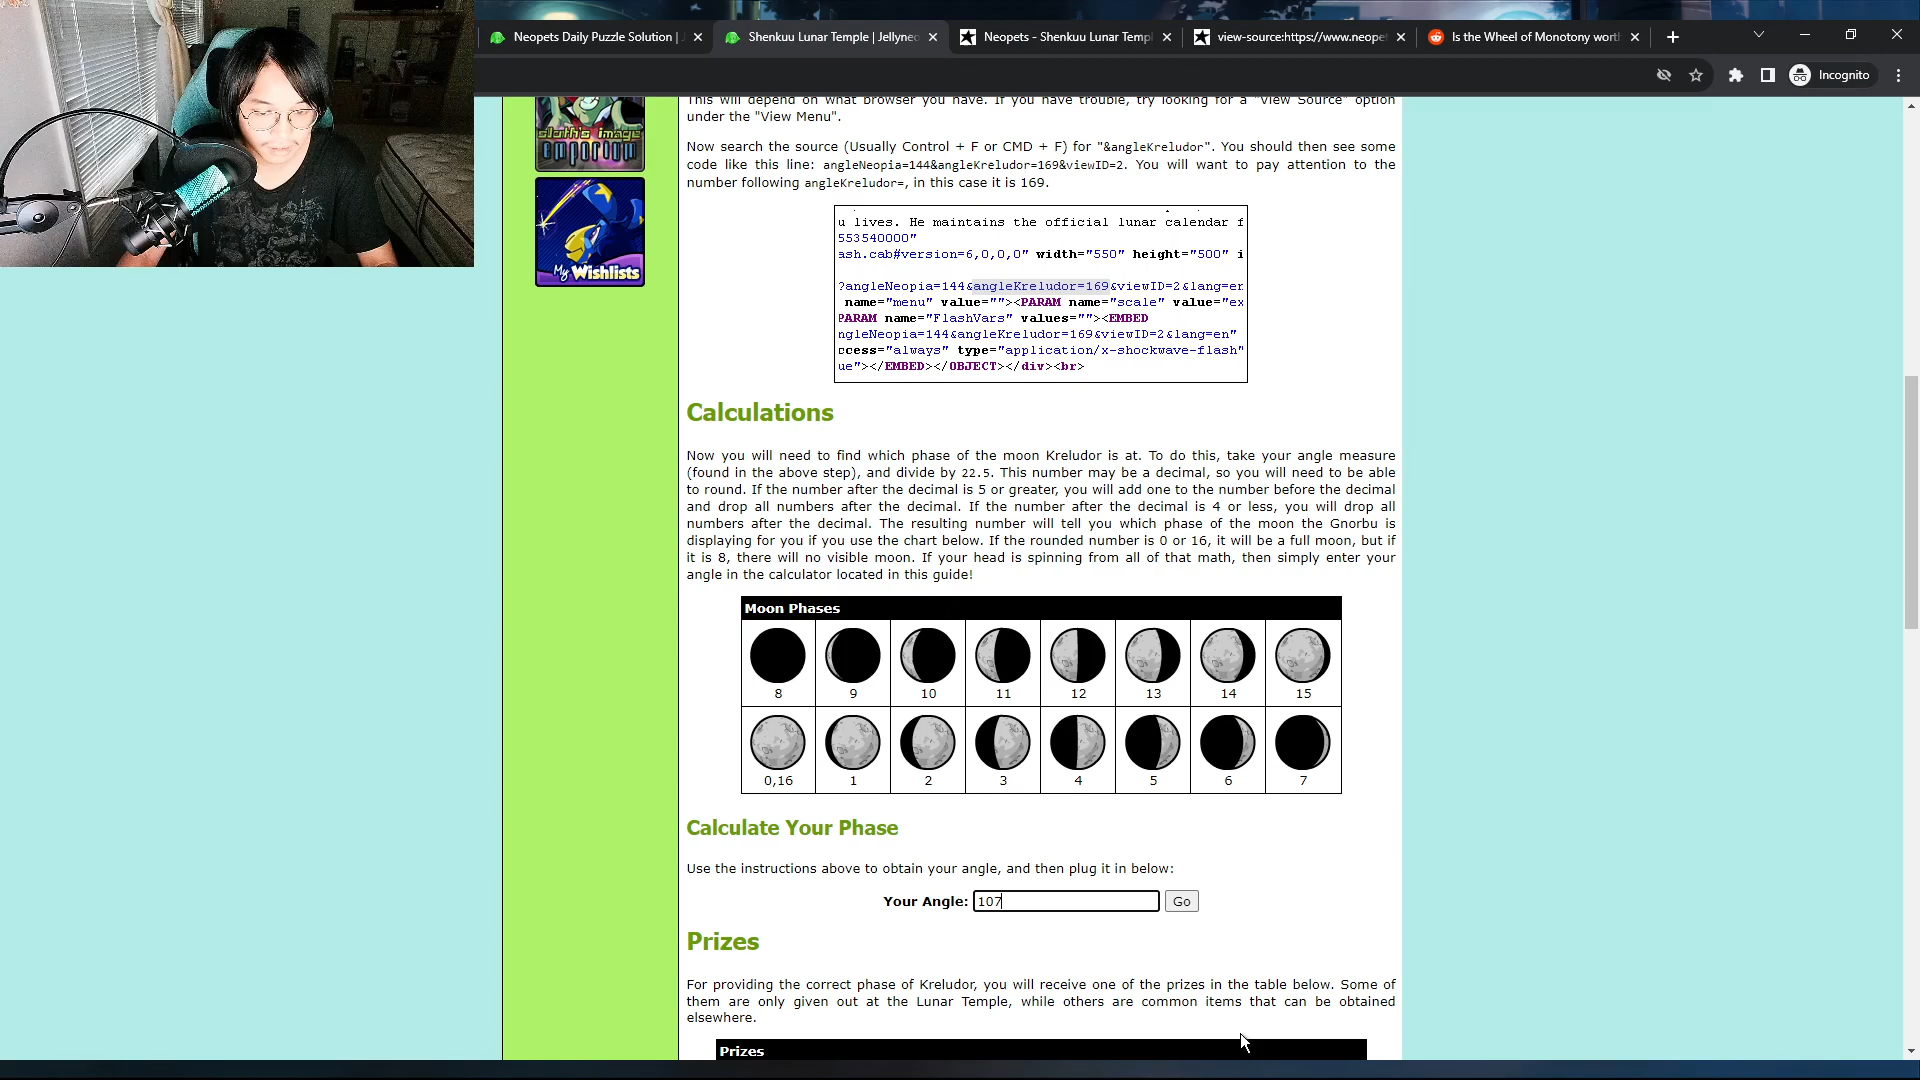 Neopets Daily Puzzle Solution |
Shenkuu Lunar Temple | Jellyneo
Neopets - Shenkuu Lunar Templ
view-source:https://www.neopet
Is the Wheel of Monotony wort
Incognito
This will depend on what browser you have. If you have trouble, try looking for a "View Source" option
under the "View Menu".
Now search the source (Usually Control + F or CMD + F) for "&angleKreludor". You should then see some
code like this line: angleNeopia=144&angleKreludor=169&viewID=2. You will want to pay attention to the
number following angleKreludor=, in this case it is 169.
sloth's image
emporium
My Wishlists
u lives. He maintains the official lunar calendar f
553540000"
ash.cab#version=6,0,0,0" width="550" height="500" i
?angleNeopia=144&angleKreludor=169&viewID=2&lang=en
name="menu" value=""><PARAM name="scale" value="ex
PARAM name="FlashVars" values=""><EMBED
ngleNeopia=144&angleKreludor=169&viewID=2&lang=en"
ccess="always" type="application/x-shockwave-flash"
ue"></EMBED></OBJECT></div><br>
Calculations
Now you will need to find which phase of the moon Kreludor is at. To do this, take your angle measure
(found in the above step), and divide by 22.5. This number may be a decimal, so you will need to be able
to round. If the number after the decimal is 5 or greater, you will add one to the number before the decimal
and drop all numbers after the decimal. If the number after the decimal is 4 or less, you will drop all
numbers after the decimal. The resulting number will tell you which phase of the moon the Gnorbu is
displaying for you if you use the chart below. If the rounded number is 0 or 16, it will be a full moon, but if
it is 8, there will no visible moon. If your head is spinning from all of that math, then simply enter your
angle in the calculator located in this guide!
Moon Phases
8 9 10 11 12 13 14 15
0,16 1 2 3 4 5 6 7
Calculate Your Phase
Use the instructions above to obtain your angle, and then plug it in below:
Your Angle: 107 Go
Prizes
For providing the correct phase of Kreludor, you will receive one of the prizes in the table below. Some of
them are only given out at the Lunar Temple, while others are common items that can be obtained
elsewhere.
Prizes